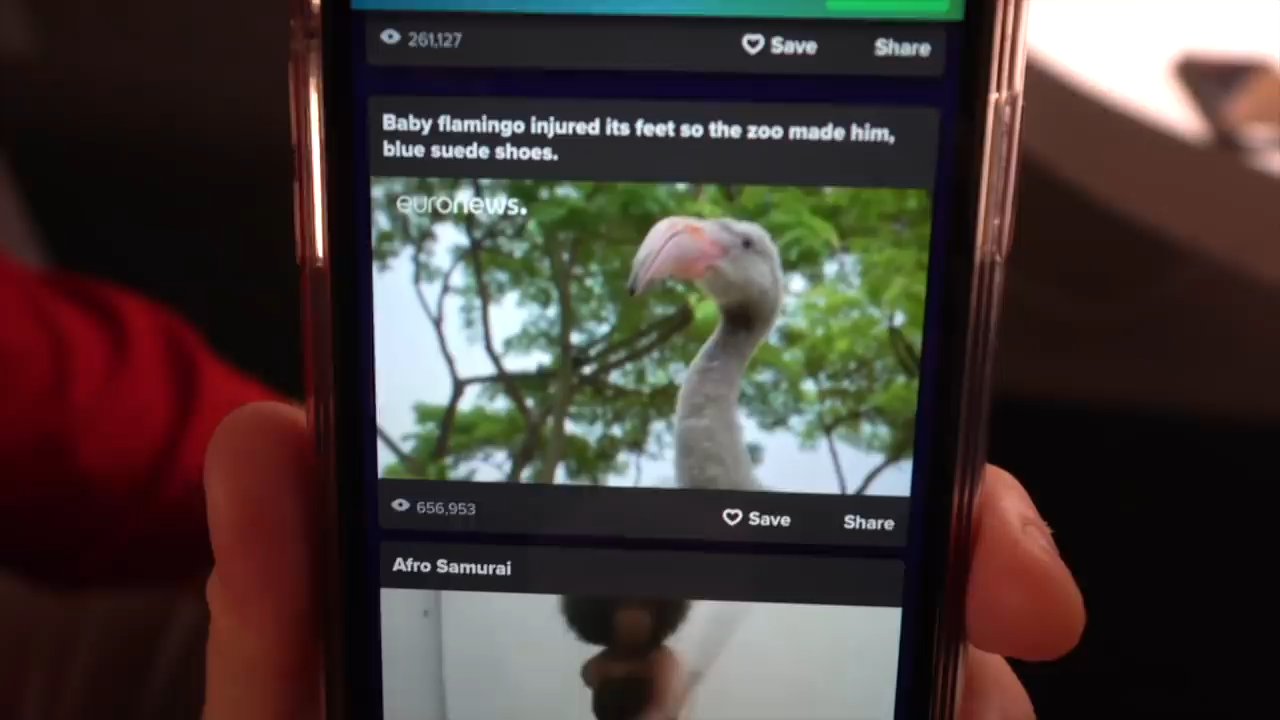 261,127
Save
Share
Baby flamingo injured its feet so the zoo made him,
blue suede shoes.
euronews.
656,953
Save
Share
Afro Samurai